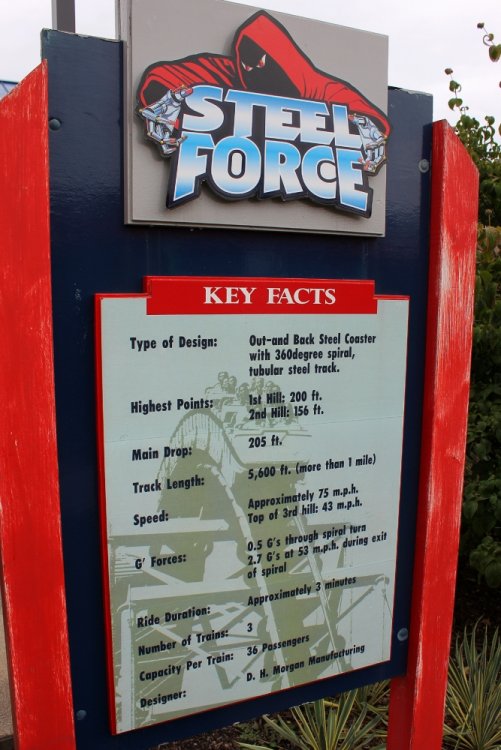 STEEL
FORCE
KEY FACTS
Type of Design: Out-and Back Steel Coaster
with 360degree spiral,
tubular steel track.
Highest Points: 1st Hill: 200 ft.
2nd Hill: 156 ft.
Main Drop: 205 ft.
Track Length: 5,600 ft. (more than 1 mile)
Speed: Approximately 75 m.p.h.
Top of 3rd hill: 43 m.p.h.
G' Forces: 0.5 G's through spiral turn
2.7 G's at 53 m.p.h. during exit
of spiral
Ride Duration: Approximately 3 minutes
Number of Trains: 3
Capacity Per Train: 36 Passengers
Designer: D. H. Morgan Manufacturing